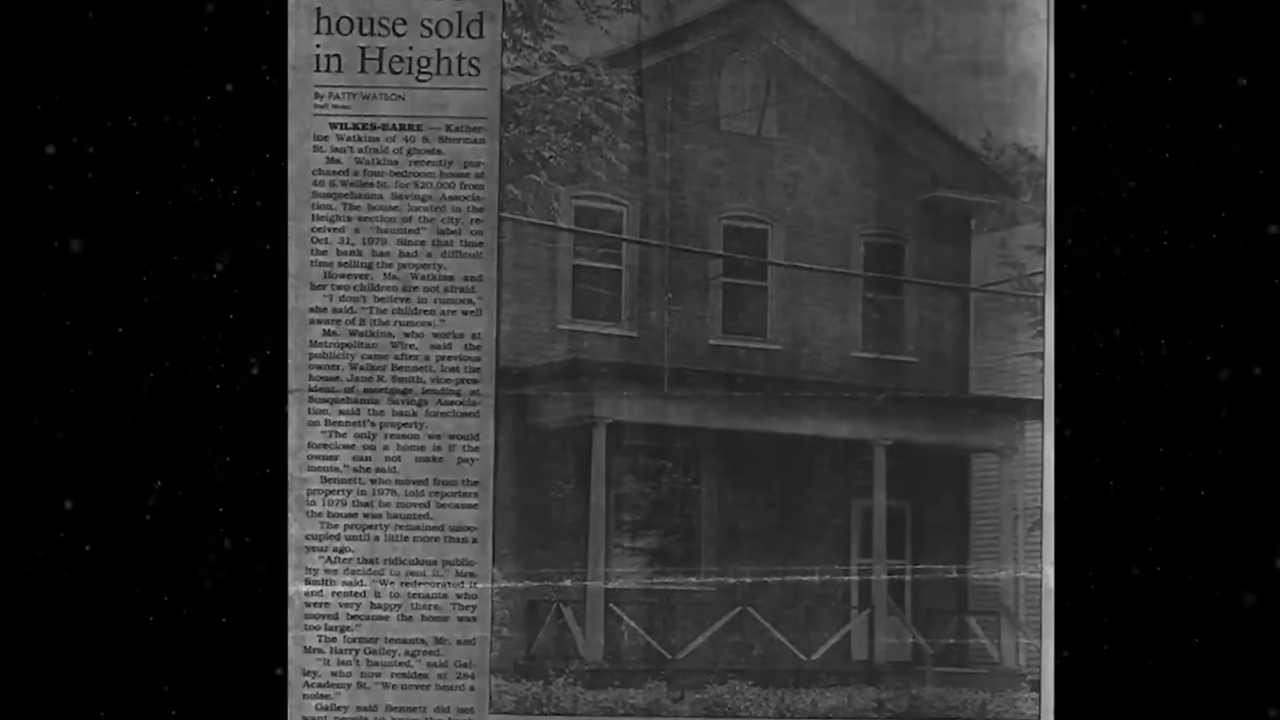 house sold
in Heights
By PATTY WATSON
Staff Writer
WILKES-BARRE — Kather-
ine Watkins of 40 S. Sherman
St. isn't afraid of ghosts.
Ms. Watkins recently pur-
chased a four-bedroom house at
46 S. Welles St. for $20,000 from
Susquehanna Savings Associa-
tion. The house, located in the
Heights section of the city, re-
ceived a "haunted" label on
Oct. 31, 1979. Since that time
the bank has had a difficult
time selling the property.
However, Ms. Watkins and
her two children are not afraid.
"I don't believe in rumors,"
she said. "The children are well
aware of it (the rumors)."
Ms. Watkins, who works at
Metropolitan Wire, said the
publicity came after a previous
owner, Walker Bennett, lost the
house. Jane R. Smith, vice pres-
ident of mortgage lending at
Susquehanna Savings Associa-
tion, said the bank foreclosed
on Bennett's property.
"The only reason we would
foreclose on a home is if the
owner can not make pay-
ments," she said.
Bennett, who moved from the
property in 1978, told reporters
in 1979 that he moved because
the house was haunted.
The property remained unoc-
cupied until a little more than a
year ago.
"After that ridiculous public-
ity we decided to rent it," Mrs.
Smith said. "We redecorated it
and rented it to tenants who
were very happy there. They
moved because the home was
too large."
The former tenants, Mr. and
Mrs. Harry Gailey, agreed.
"It isn't haunted," said Gai-
ley, who now resides at 284
Academy St. "We never heard a
noise."
Gailey said Bennett did not